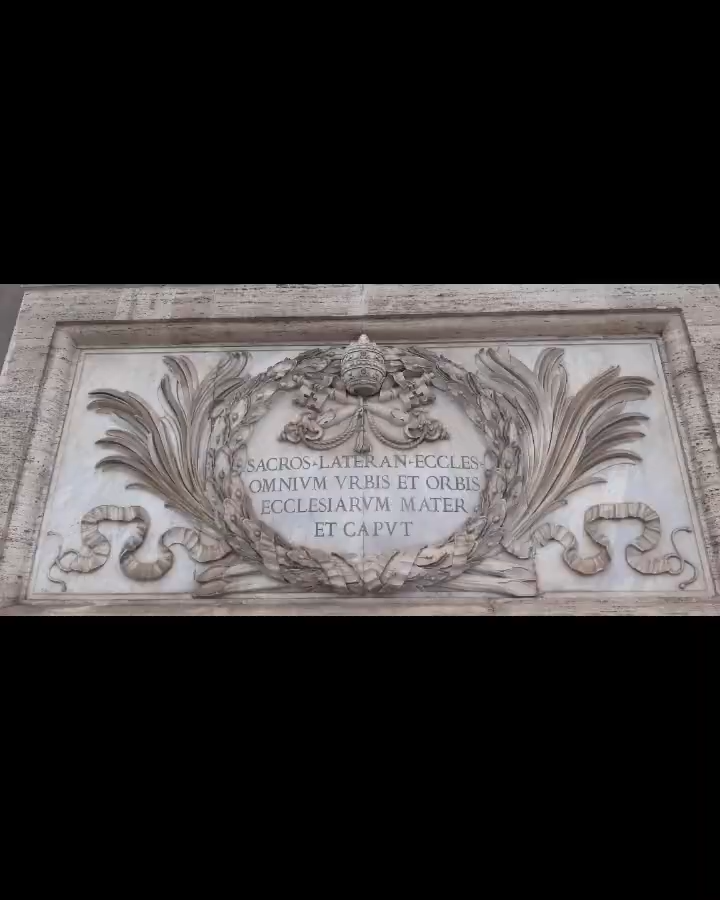 SACROS·LATERAN·ECCLES·
OMNIVM VRBIS ET ORBIS
ECCLESIARVM MATER
ET CAPVT